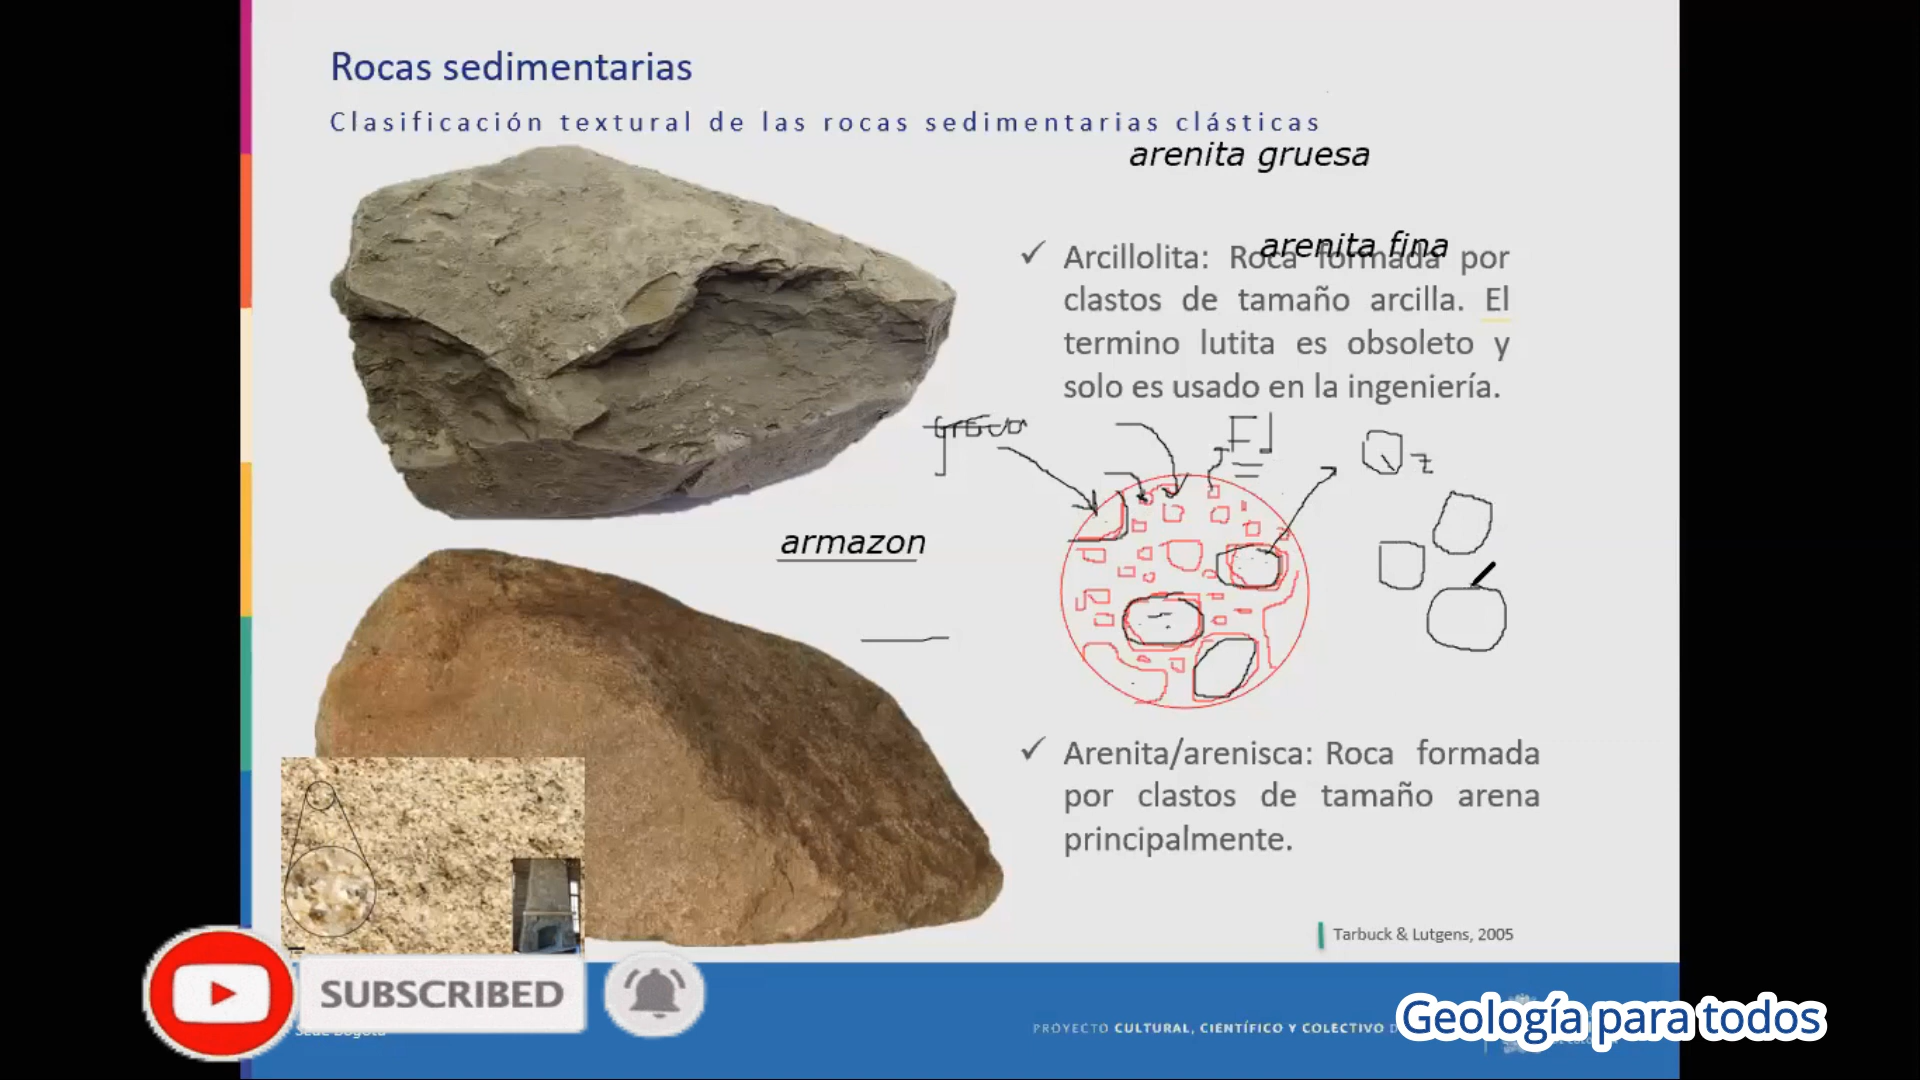 Rocas sedimentarias
Clasificación textural de las rocas sedimentarias clásticas
arenita gruesa
arenita fina
Arcillolita: Roca formada por
clastos de tamaño arcilla. El
termino lutita es obsoleto y
solo es usado en la ingeniería.
armazon
Arenita/arenisca: Roca formada
por clastos de tamaño arena
principalmente.
Tarbuck & Lutgens, 2005
SUBSCRIBED
PROYECTO CULTURAL, CIENTÍFICO Y COLECTIVO
Geología para todos